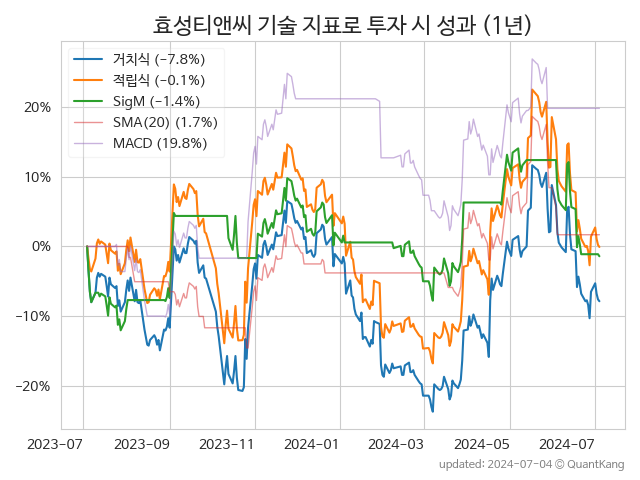 효성티앤씨 기술 지표로 투자 시 성과 (1년)
거치식 (−7.8%)
적립식 (−0.1%)
SigM (−1.4%)
SMA(20) (1.7%)
MACD (19.8%)
20%
10%
0%
−10%
−20%
2023-07 2023-09 2023-11 2024-01 2024-03 2024-05 2024-07
updated: 2024-07-04 © QuantKang